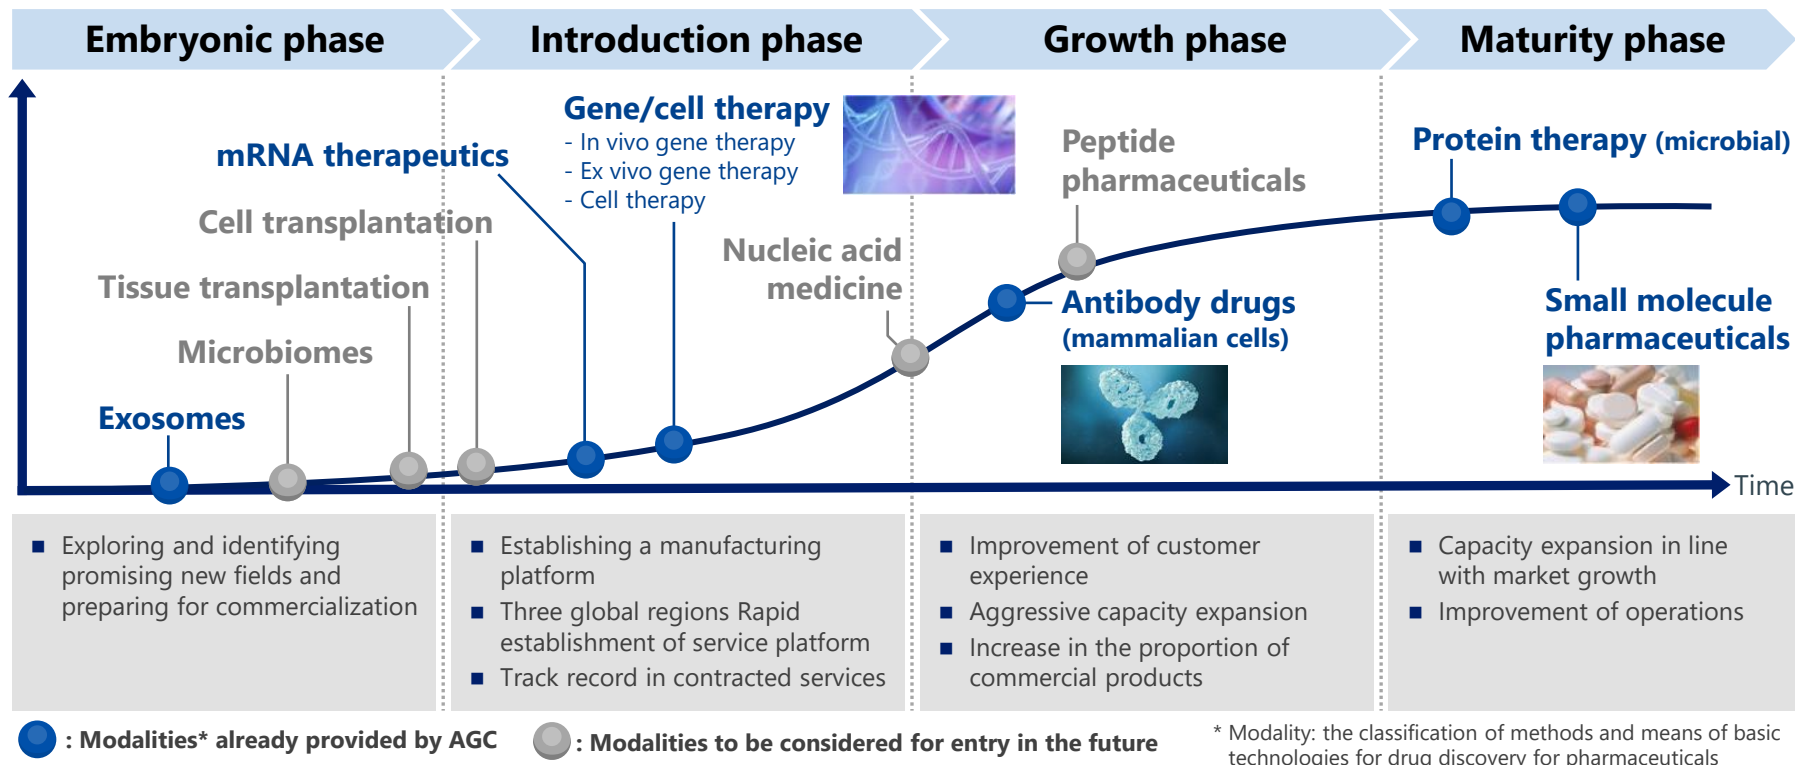 Embryonic phase
Introduction phase
Growth phase
Maturity phase
Gene/cell therapy
- In vivo gene therapy
- Ex vivo gene therapy
- Cell therapy
mRNA therapeutics
Cell transplantation
Tissue transplantation
Microbiomes
Exosomes
Nucleic acid
medicine
Peptide
pharmaceuticals
Antibody drugs
(mammalian cells)
Protein therapy (microbial)
Small molecule
pharmaceuticals
Time
■ Exploring and identifying
promising new fields and
preparing for commercialization
■ Establishing a manufacturing
platform
■ Three global regions Rapid
establishment of service platform
■ Track record in contracted services
■ Improvement of customer
experience
■ Aggressive capacity expansion
■ Increase in the proportion of
commercial products
■ Capacity expansion in line
with market growth
■ Improvement of operations
: Modalities* already provided by AGC
: Modalities to be considered for entry in the future
* Modality: the classification of methods and means of basic
technologies for drug discovery for pharmaceuticals